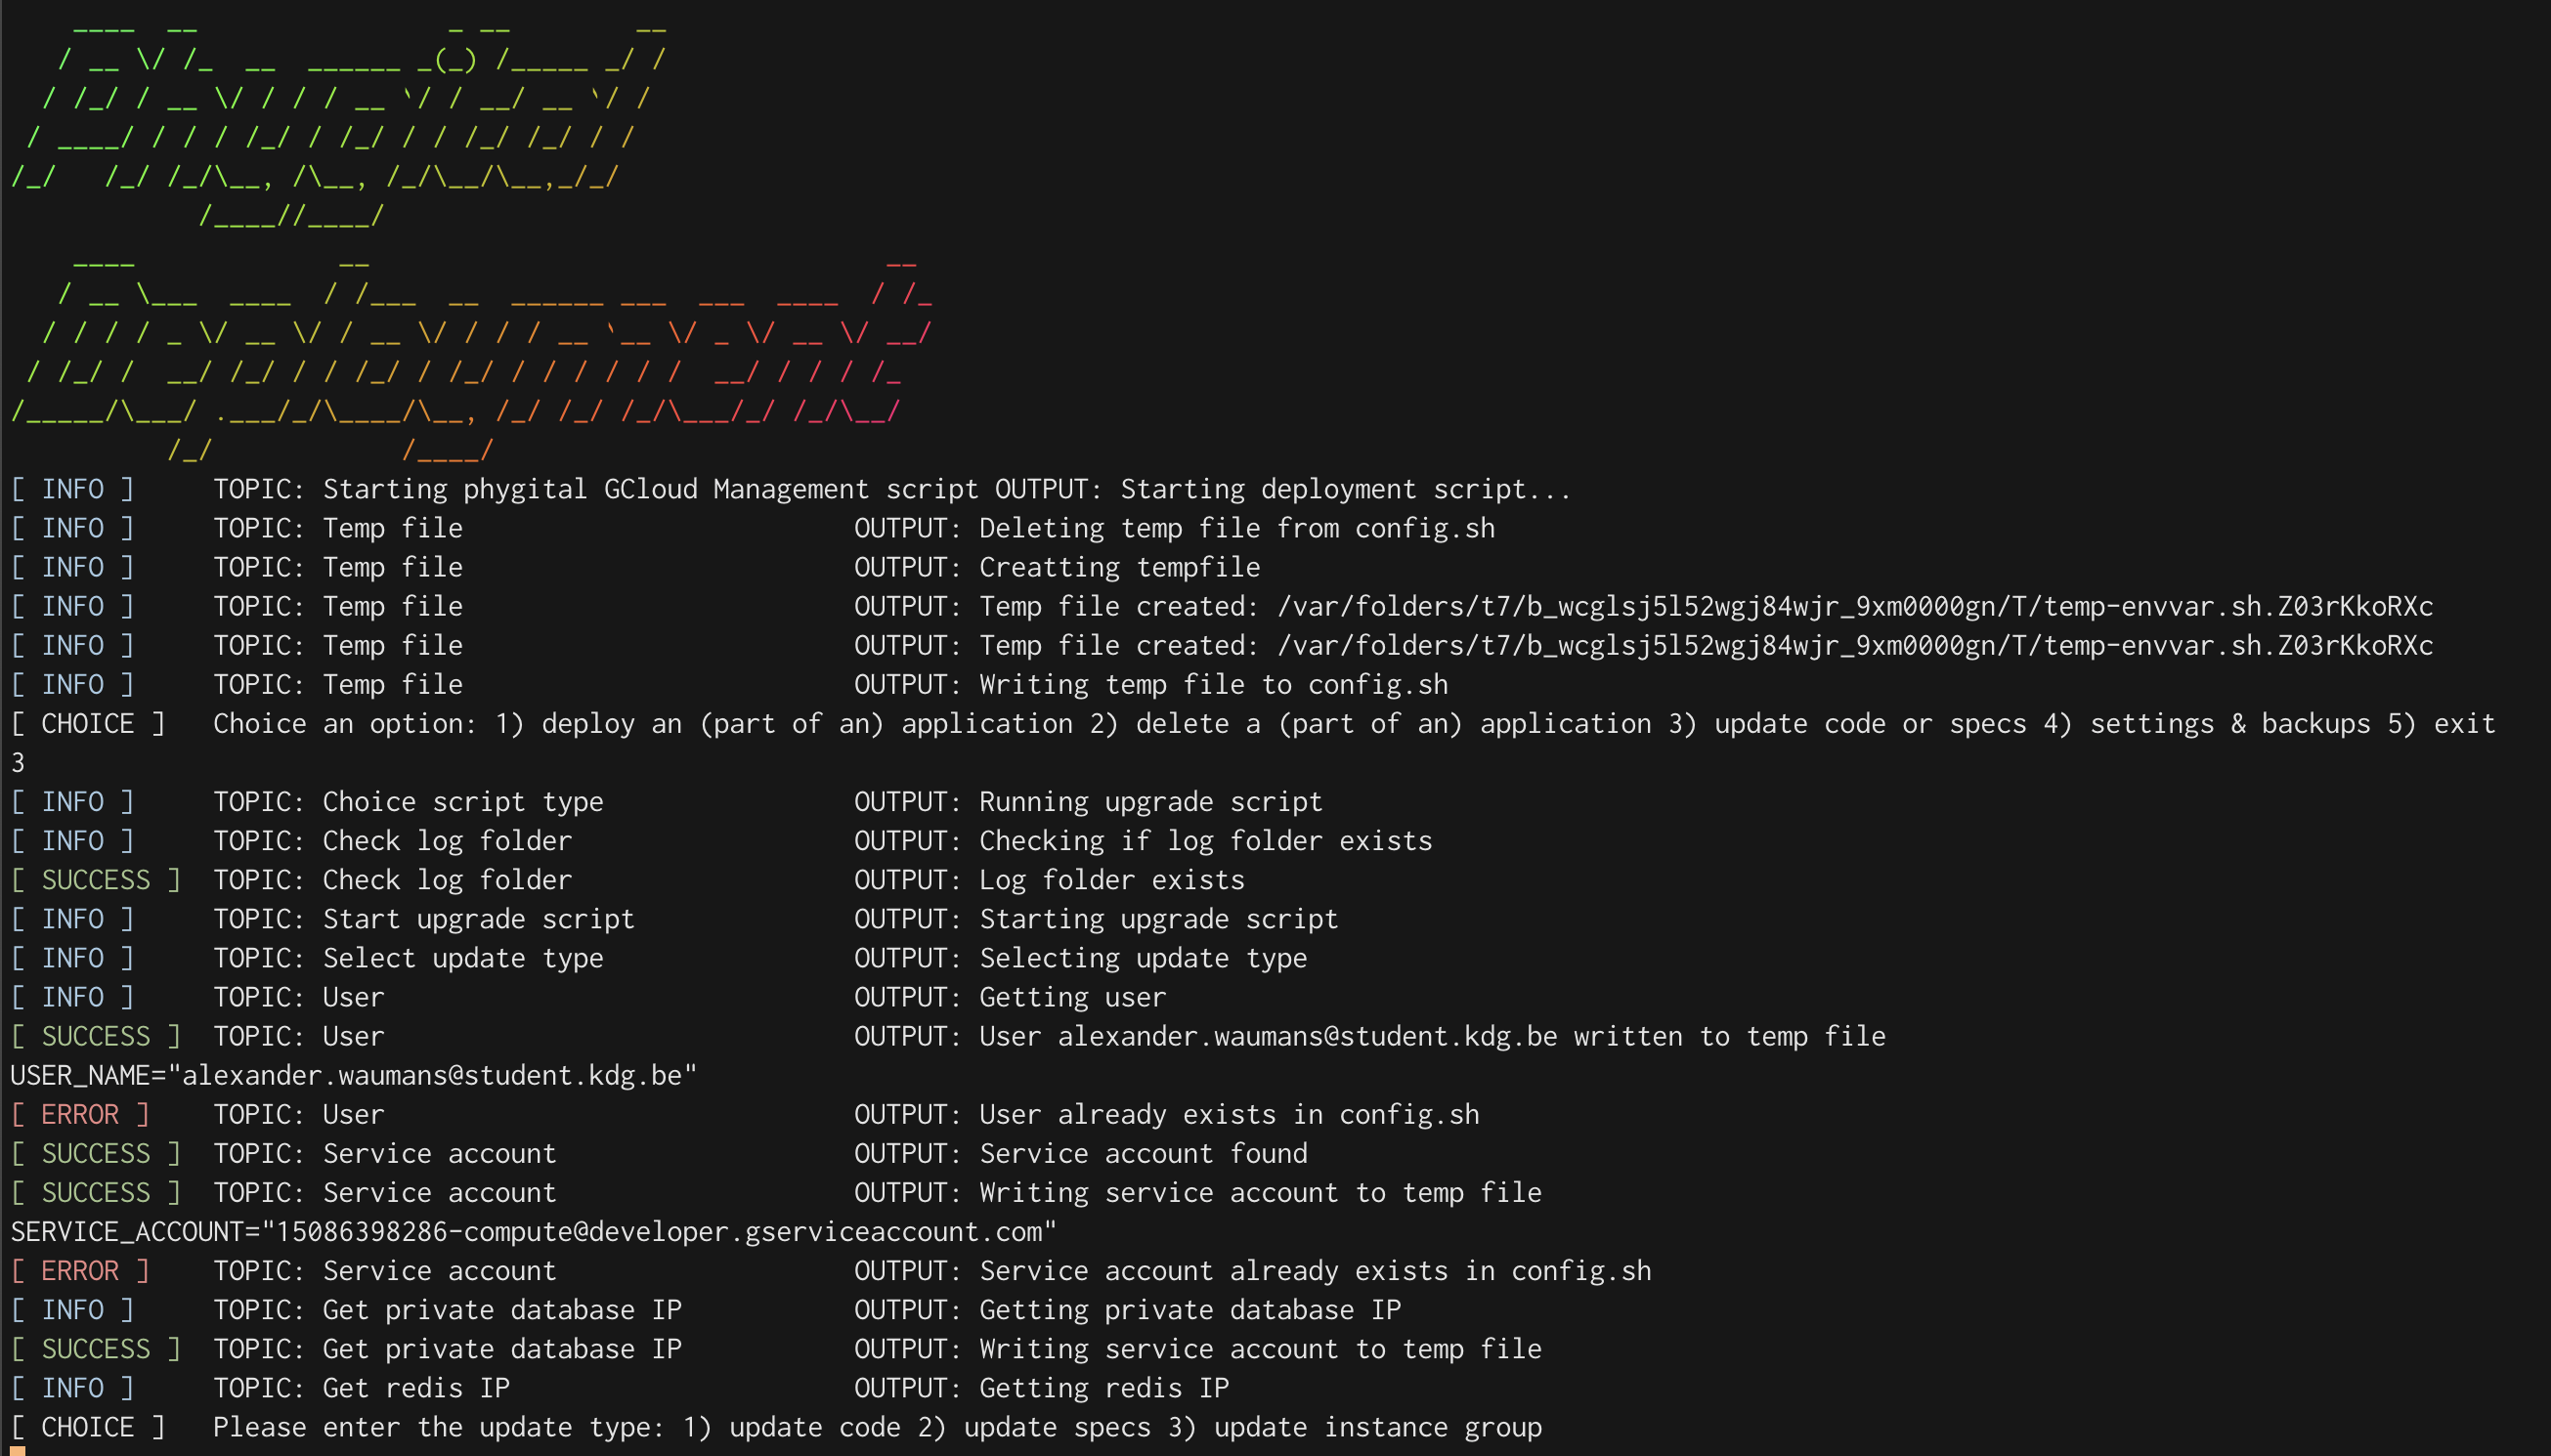 Phygital
Deployment
[ INFO ] TOPIC: Starting phygital GCloud Management script OUTPUT: Starting deployment script...
[ INFO ] TOPIC: Temp file OUTPUT: Deleting temp file from config.sh
[ INFO ] TOPIC: Temp file OUTPUT: Creatting tempfile
[ INFO ] TOPIC: Temp file OUTPUT: Temp file created: /var/folders/t7/b_wcglsj5l52wgj84wjr_9xm0000gn/T/temp-envvar.sh.Z03rKkoRXc
[ INFO ] TOPIC: Temp file OUTPUT: Temp file created: /var/folders/t7/b_wcglsj5l52wgj84wjr_9xm0000gn/T/temp-envvar.sh.Z03rKkoRXc
[ INFO ] TOPIC: Temp file OUTPUT: Writing temp file to config.sh
[ CHOICE ] Choice an option: 1) deploy an (part of an) application 2) delete a (part of an) application 3) update code or specs 4) settings & backups 5) exit
3
[ INFO ] TOPIC: Choice script type OUTPUT: Running upgrade script
[ INFO ] TOPIC: Check log folder OUTPUT: Checking if log folder exists
[ SUCCESS ] TOPIC: Check log folder OUTPUT: Log folder exists
[ INFO ] TOPIC: Start upgrade script OUTPUT: Starting upgrade script
[ INFO ] TOPIC: Select update type OUTPUT: Selecting update type
[ INFO ] TOPIC: User OUTPUT: Getting user
[ SUCCESS ] TOPIC: User OUTPUT: User alexander.waumans@student.kdg.be written to temp file
USER_NAME="alexander.waumans@student.kdg.be"
[ ERROR ] TOPIC: User OUTPUT: User already exists in config.sh
[ SUCCESS ] TOPIC: Service account OUTPUT: Service account found
[ SUCCESS ] TOPIC: Service account OUTPUT: Writing service account to temp file
SERVICE_ACCOUNT="15086398286-compute@developer.gserviceaccount.com"
[ ERROR ] TOPIC: Service account OUTPUT: Service account already exists in config.sh
[ INFO ] TOPIC: Get private database IP OUTPUT: Getting private database IP
[ SUCCESS ] TOPIC: Get private database IP OUTPUT: Writing service account to temp file
[ INFO ] TOPIC: Get redis IP OUTPUT: Getting redis IP
[ CHOICE ] Please enter the update type: 1) update code 2) update specs 3) update instance group